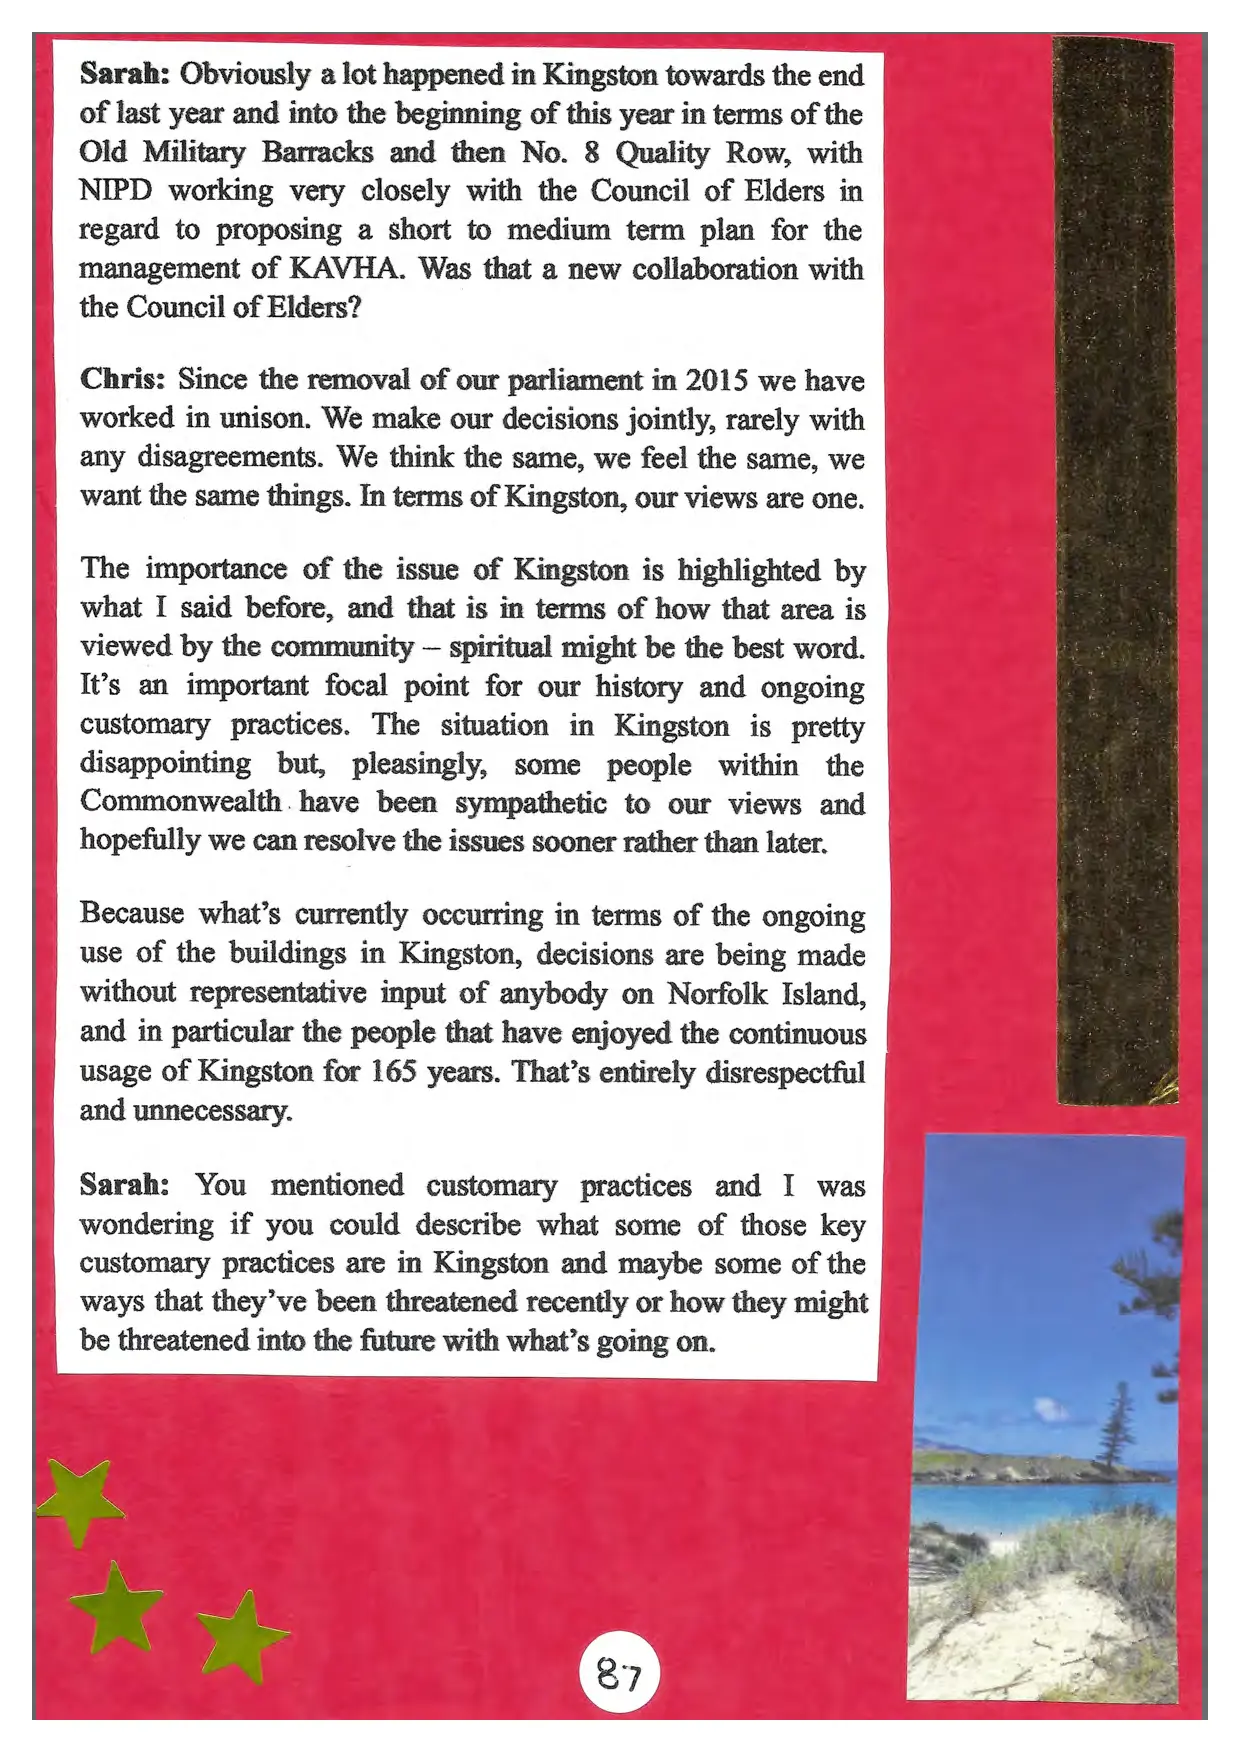 Sarah: Obviously a lot happened in Kingston towards the end
of last year and into the beginning of this year in terms of the
Old Military Barracks and then No. 8 Quality Row, with
NIPD working very closely with the Council of Elders in
regard to proposing a short to medium term plan for the
management of KAVHA. Was that a new collaboration with
the Council of Elders?
Chris: Since the removal of our parliament in 2015 we have
worked in unison. We make our decisions jointly, rarely with
any disagreements. We think the same, we feel the same, we
want the same things. In terms of Kingston, our views are one.
The importance of the issue of Kingston is highlighted by
what I said before, and that is in terms of how that area is
viewed by the community – spiritual might be the best word.
It's an important focal point for our history and ongoing
customary practices. The situation in Kingston is pretty
disappointing but, pleasingly, some people within the
Commonwealth have been sympathetic to our views and
hopefully we can resolve the issues sooner rather than later.
Because what's currently occurring in terms of the ongoing
use of the buildings in Kingston, decisions are being made
without representative input of anybody on Norfolk Island,
and in particular the people that have enjoyed the continuous
usage of Kingston for 165 years. That's entirely disrespectful
and unnecessary.
Sarah: You mentioned customary practices and I was
wondering if you could describe what some of those key
customary practices are in Kingston and maybe some of the
ways that they've been threatened recently or how they might
be threatened into the future with what's going on.
87